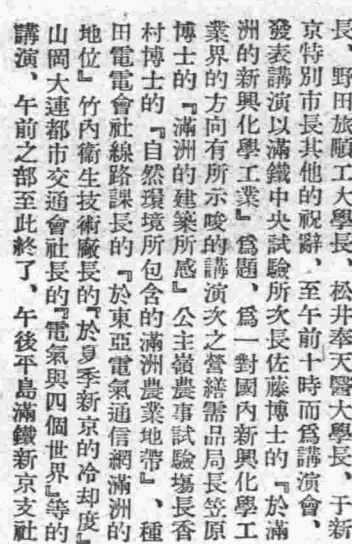 長、野田旅順工大學長、松井奉天醫大學長、于新
京特別市長其他的祝辭、至午前十時而爲講演會、
發表講演以滿鐵中央試驗所次長佐藤博士的『於滿
洲的新興化學工業』爲題、爲一對國內新興化學工
業界的方向有所示唆的講演次之營繕需品局長笠原
博士的『滿洲的建築所感』公主嶺農事試驗場長香
村博士的『自然環境所包含的滿洲農業地帶』、種
田電電會社線路課長的『於東亞電氣通信網滿洲的
地位』竹內衛生技術廠長的『於夏季新京的冷却度』
山岡大連都市交通會社長的『電氣與四個世界』等的
講演、午前之部至此終了、午後平島滿鐵新京支社